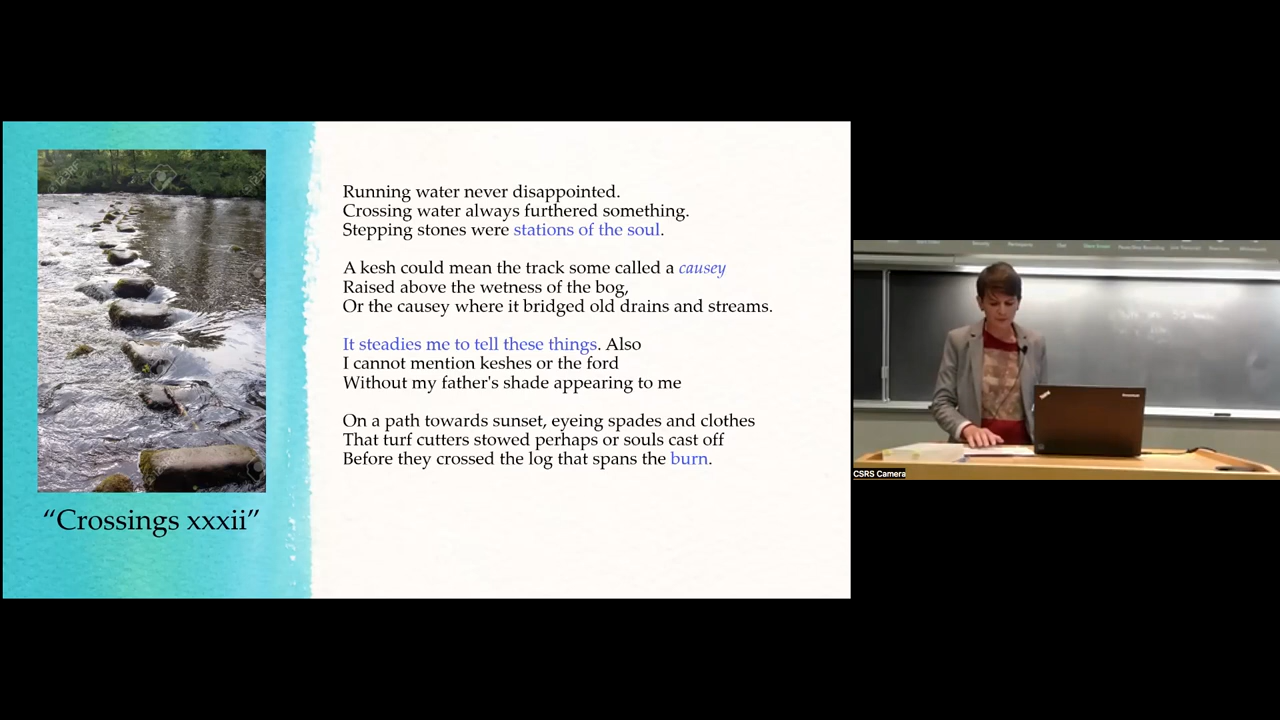 Running water never disappointed.
Crossing water always furthered something.
Stepping stones were stations of the soul.
A kesh could mean the track some called a causey
Raised above the wetness of the bog,
Or the causey where it bridged old drains and streams.
It steadies me to tell these things. Also
I cannot mention keshes or the ford
Without my father's shade appearing to me
On a path towards sunset, eyeing spades and clothes
That turf cutters stowed perhaps or souls cast off
Before they crossed the log that spans the burn.
“Crossings xxxii”
CSRS Camera